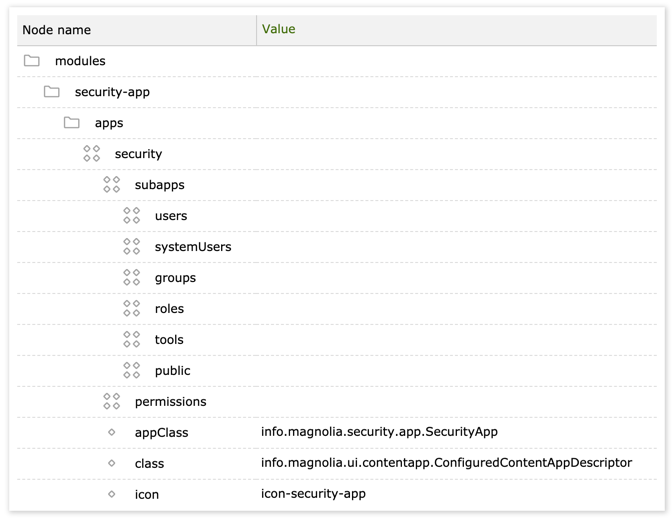 Node name Value
modules
security-app
apps
security
subapps
users
systemUsers
groups
roles
tools
public
permissions
appClass info.magnolia.security.app.SecurityApp
class info.magnolia.ui.contentapp.ConfiguredContentAppDescriptor
icon icon-security-app